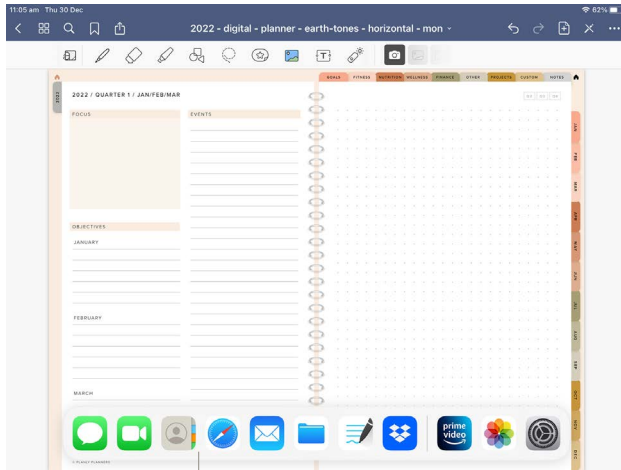 11:05 am Thu 30 Dec
62%
2022 - digital - planner - earth-tones - horizontal - mon
GOALS FITNESS NUTRITION WELLNESS FINANCE OTHER PROJECTS CUSTOM NOTES
2022
2022 / QUARTER 1 / JAN/FEB/MAR
FOCUS
EVENTS
OBJECTIVES
JANUARY
FEBRUARY
MARCH
JAN
FEB
MAR
APR
MAY
JUN
JUL
AUG
SEP
OCT
NOV
DEC
prime
video